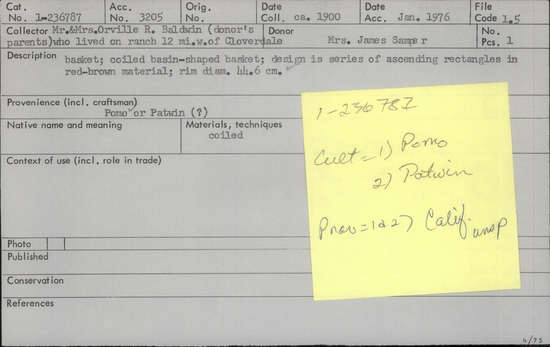 Cat. No. 1-236787 Acc. No. 3205 Orig. No. Date Coll. ca. 1900 Date Acc. Jan. 1976 File Code 1.5
Collector Mr.&Mrs.Orville R. Baldwin (donor's parents)who lived on ranch 12 mi.w.of Cloverdale Donor Mrs. James Samper No. Pcs. 1
Description basket; coiled basin-shaped basket; design is series of ascending rectangles in
red-brown material; rim diam. 44.6 cm.
Provenience (incl. craftsman)
Pomo or Patwin (?)
Native name and meaning Materials, techniques
coiled
Context of use (incl. role in trade)
Photo
Published
Conservation
References
4/75
1-236787
Cult = 1) Pomo
2) Patwin
Prov = 1&2) Calif. unsp